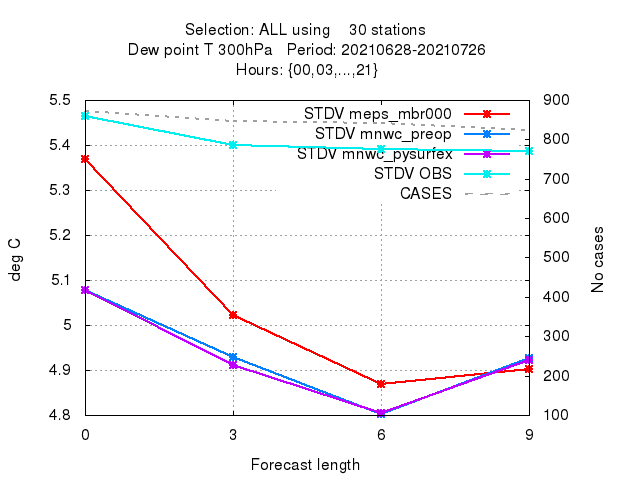 Selection: ALL using    30 stations
Dew point T 300hPa   Period: 20210628-20210726
Hours: {00,03,...,21}
5.5
5.4
5.3
5.2
5.1
5
4.9
4.8
deg C
STDV meps_mbr000
STDV mnwc_preop
STDV mnwc_pysurfex
STDV OBS
CASES
900
800
700
600
500
400
300
200
100
No cases
0 3 6 9
Forecast length